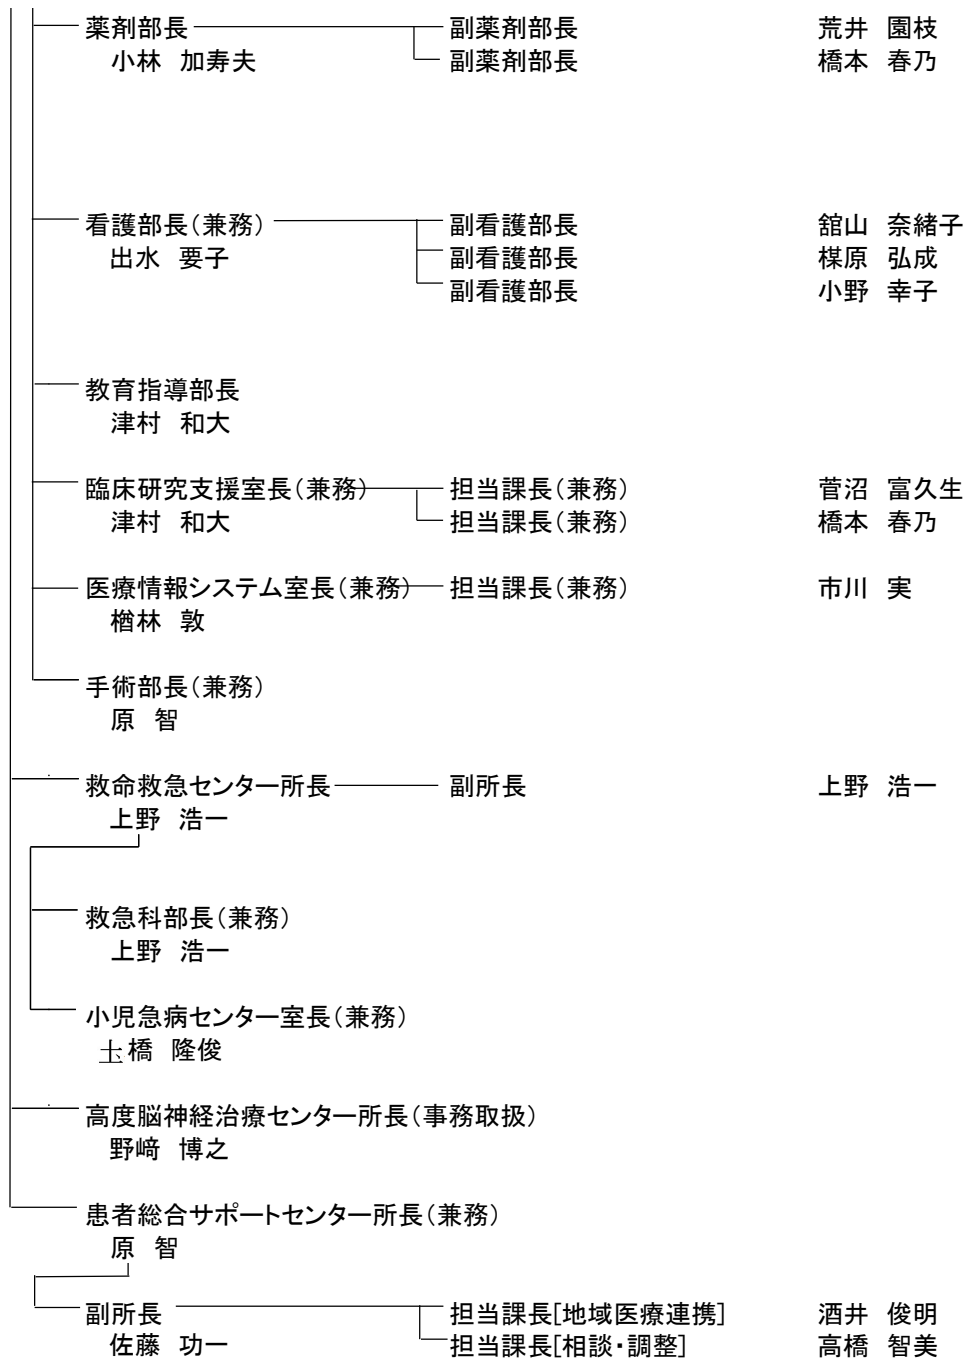 薬剤部長 副薬剤部長 荒井 園枝
小林 加寿夫 副薬剤部長 橋本 春乃
看護部長(兼務) 副看護部長 舘山 奈緒子
出水 要子 副看護部長 楳原 弘成
副看護部長 小野 幸子
教育指導部長
津村 和大
臨床研究支援室長(兼務) 担当課長(兼務) 菅沼 富久生
津村 和大 担当課長(兼務) 橋本 春乃
医療情報システム室長(兼務) 担当課長(兼務) 市川 実
楢林 敦
手術部長(兼務)
原 智
救命救急センター所長 副所長 上野 浩一
上野 浩一
救急科部長(兼務)
上野 浩一
小児急病センター室長(兼務)
圡橋 隆俊
高度脳神経治療センター所長(事務取扱)
野﨑 博之
患者総合サポートセンター所長(兼務)
原 智
副所長 担当課長[地域医療連携] 酒井 俊明
佐藤 功一 担当課長[相談・調整] 高橋 智美